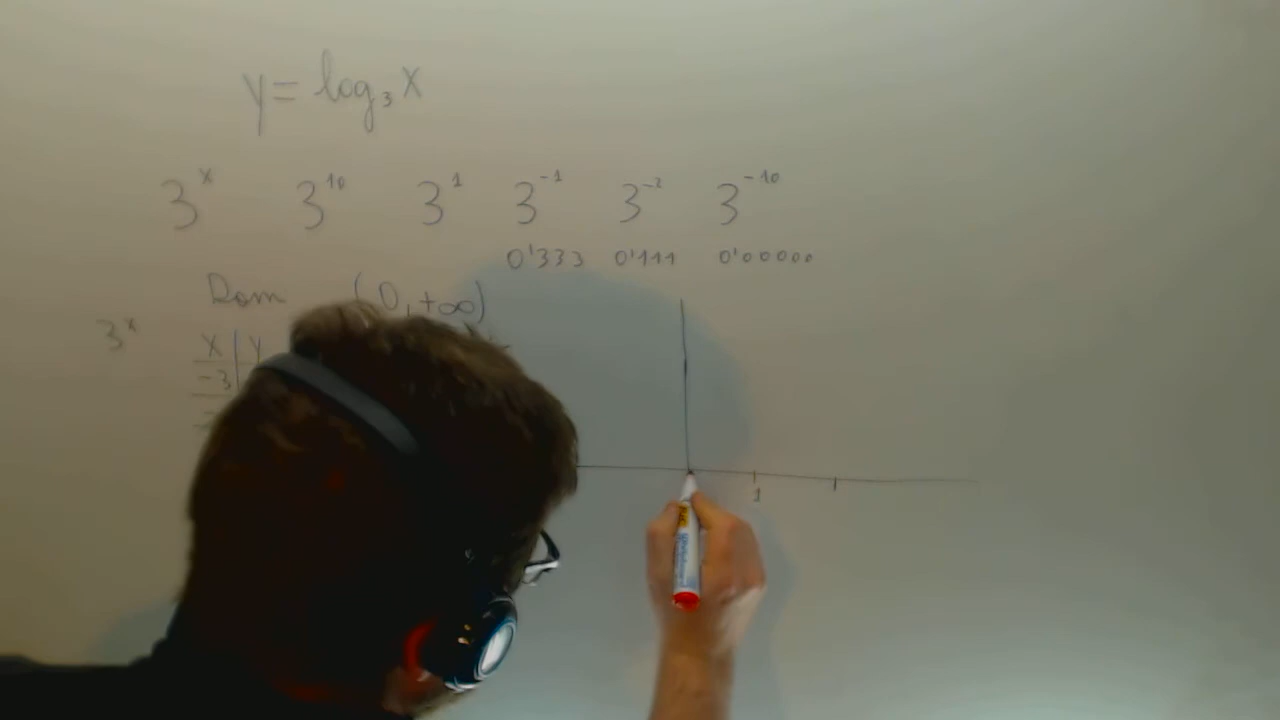 y = log₃ x
3ˣ 3¹⁰ 3¹ 3⁻¹ 3⁻² 3⁻¹⁰
0'333 0'111 0'00000
Dom (0, +∞)
3ˣ
x | y
-3 |
1